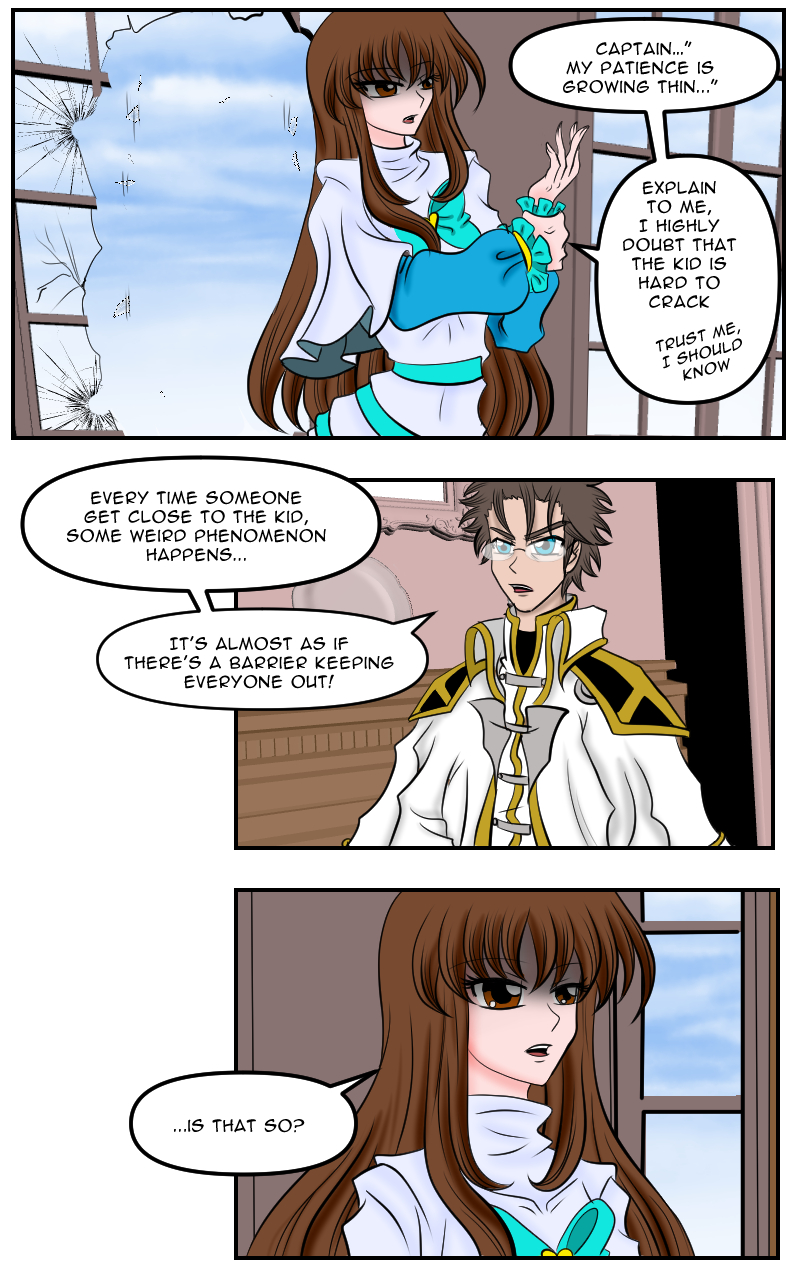 CAPTAIN..."
MY PATIENCE IS
GROWING THIN..."
EXPLAIN
TO ME,
I HIGHLY
DOUBT THAT
THE KID IS
HARD TO
CRACK
TRUST ME,
I SHOULD
KNOW
EVERY TIME SOMEONE
GET CLOSE TO THE KID,
SOME WEIRD PHENOMENON
HAPPENS...
IT'S ALMOST AS IF
THERE'S A BARRIER KEEPING
EVERYONE OUT!
...IS THAT SO?